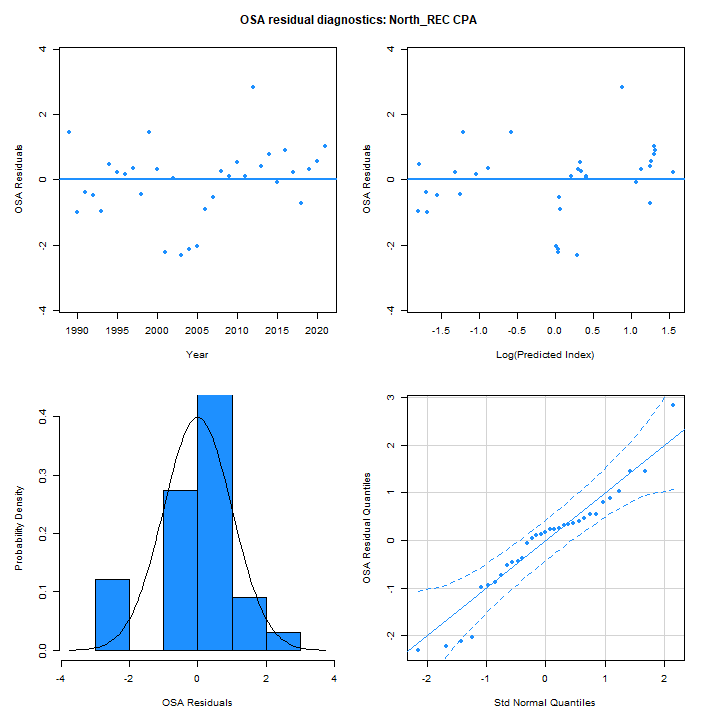 OSA residual diagnostics: North_REC CPA
4
2
0
-2
-4
OSA Residuals
1990 1995 2000 2005 2010 2015 2020
Year
4
2
0
-2
-4
OSA Residuals
-1.5 -1.0 -0.5 0.0 0.5 1.0 1.5
Log(Predicted Index)
0.4
0.3
0.2
0.1
0.0
Probability Density
-4 -2 0 2 4
OSA Residuals
3
2
1
0
-1
-2
OSA Residual Quantiles
-2 -1 0 1 2
Std Normal Quantiles